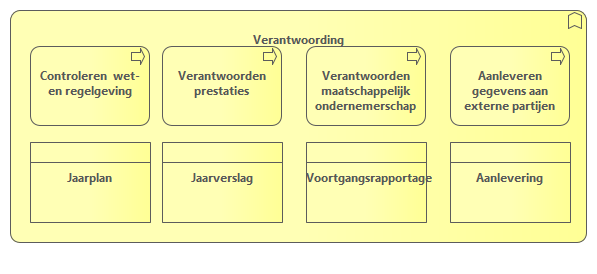 Verantwoording
Controleren wet-
en regelgeving
Verantwoorden
prestaties
Verantwoorden
maatschappelijk
ondernemerschap
Aanleveren
gegevens aan
externe partijen
Jaarplan
Jaarverslag
Voortgangsrapportage
Aanlevering